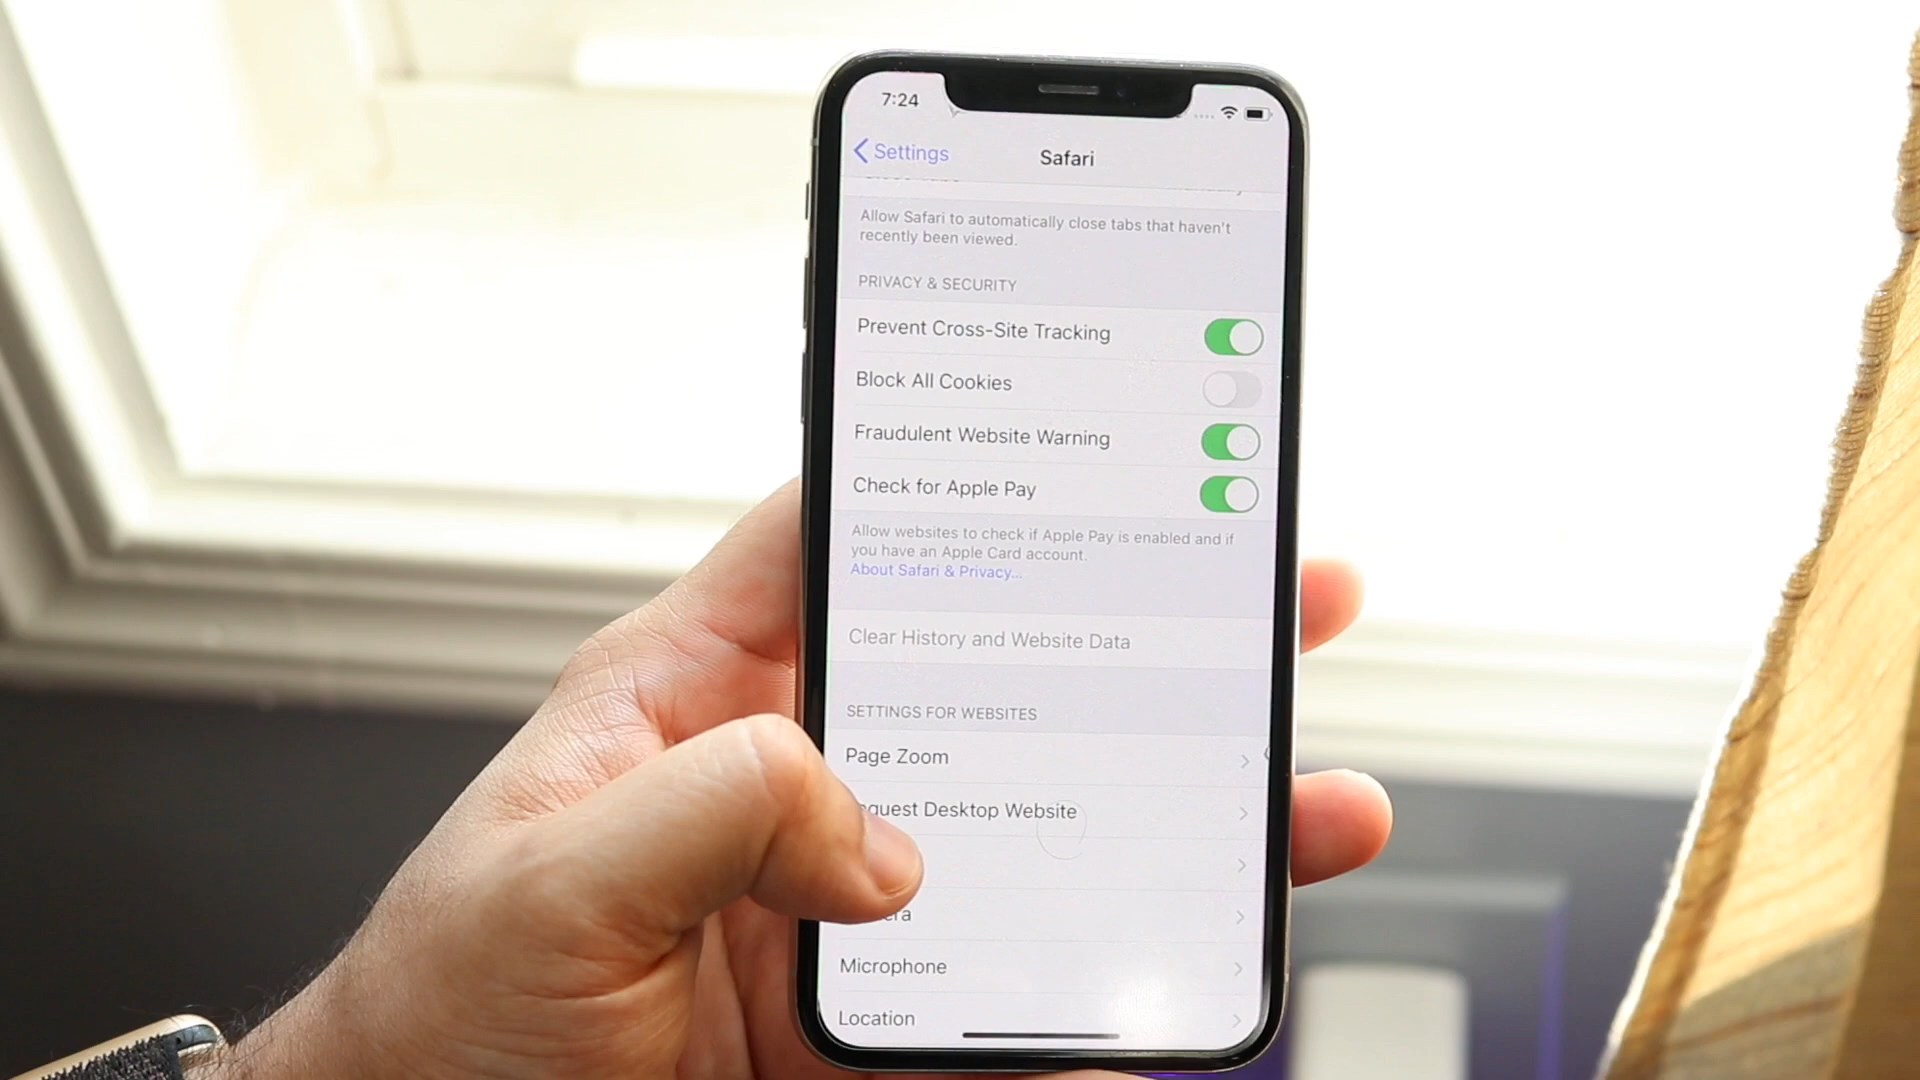 7:24
Settings
Safari
Allow Safari to automatically close tabs that haven't
recently been viewed.
PRIVACY & SECURITY
Prevent Cross-Site Tracking
Block All Cookies
Fraudulent Website Warning
Check for Apple Pay
Allow websites to check if Apple Pay is enabled and if
you have an Apple Card account.
About Safari & Privacy...
Clear History and Website Data
SETTINGS FOR WEBSITES
Page Zoom
quest Desktop Website
era
Microphone
Location